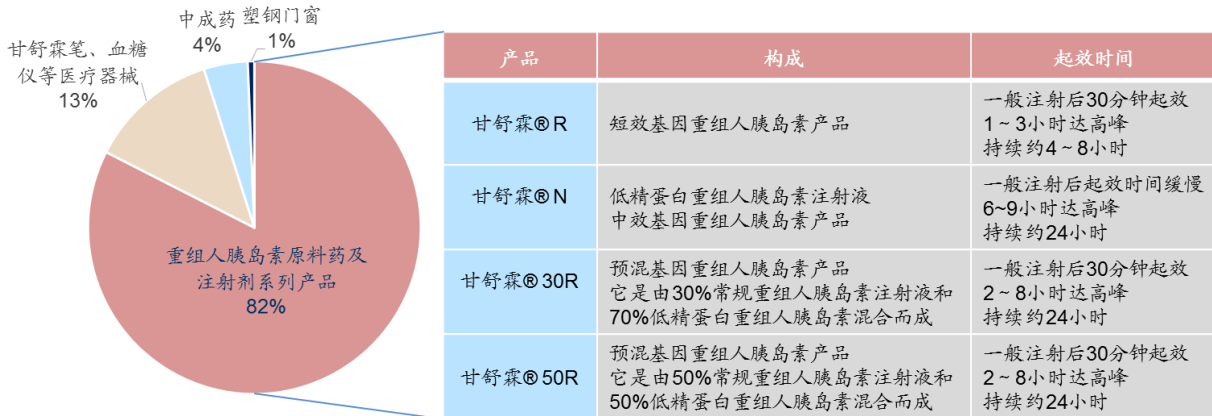 中成药 塑钢门窗
4% 1%
甘舒霖笔、血糖
仪等医疗器械
13%
重组人胰岛素原料药及
注射剂系列产品
82%
产品 构成 起效时间
甘舒霖®R
短效基因重组人胰岛素产品
一般注射后30分钟起效
1~3小时达高峰
持续约4~8小时
甘舒霖®N
低精蛋白重组人胰岛素注射液
中效基因重组人胰岛素产品
一般注射后起效时间缓慢
6~9小时达高峰
持续约24小时
甘舒霖®30R
预混基因重组人胰岛素产品
它是由30%常规重组人胰岛素注射液和
70%低精蛋白重组人胰岛素混合而成
一般注射后30分钟起效
2~8小时达高峰
持续约24小时
甘舒霖®50R
预混基因重组人胰岛素产品
它是由50%常规重组人胰岛素注射液和
50%低精蛋白重组人胰岛素混合而成
一般注射后30分钟起效
2~8小时达高峰
持续约24小时